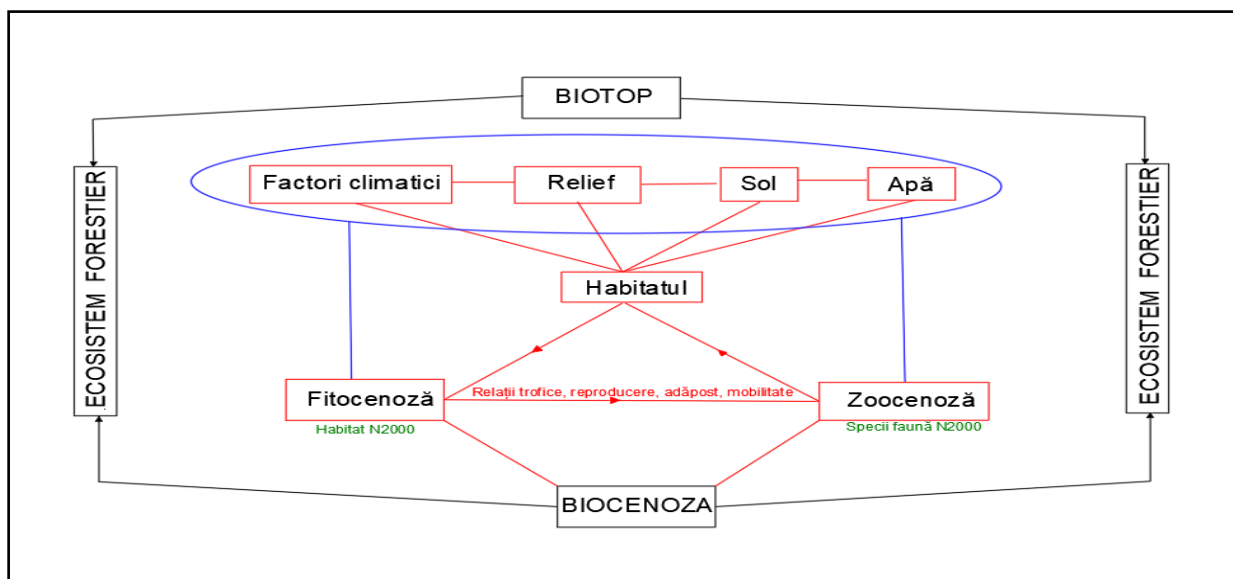 BIOTOP
Factori climatici
Relief
Sol
Apă
ECOSISTEM FORESTIER
ECOSISTEM FORESTIER
Habitatul
Fitocenoză
Relații trofice, reproducere, adăpost, mobilitate
Zoocenoză
Habitat N2000
Specii faună N2000
BIOCENOZA